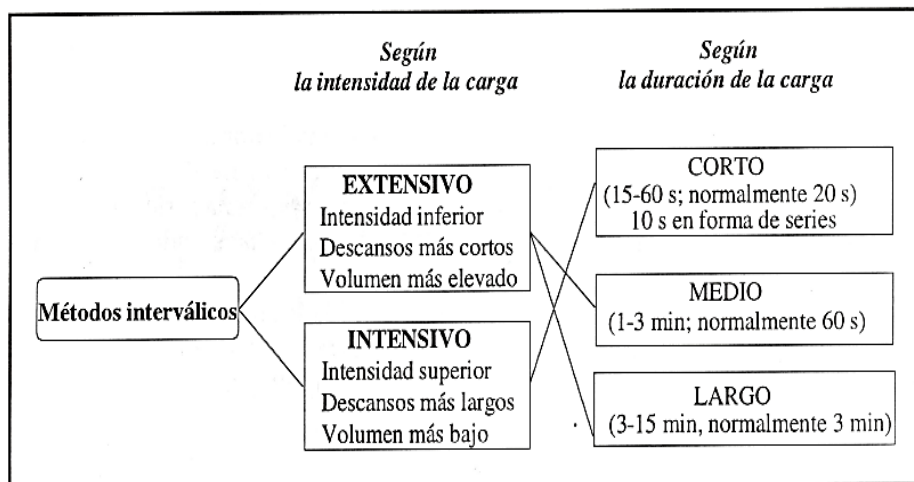 Según
la intensidad de la carga
Según
la duración de la carga
Métodos interválicos
EXTENSIVO
Intensidad inferior
Descansos más cortos
Volumen más elevado
INTENSIVO
Intensidad superior
Descansos más largos
Volumen más bajo
CORTO
(15-60 s; normalmente 20 s)
10 s en forma de series
MEDIO
(1-3 min; normalmente 60 s)
LARGO
(3-15 min, normalmente 3 min)